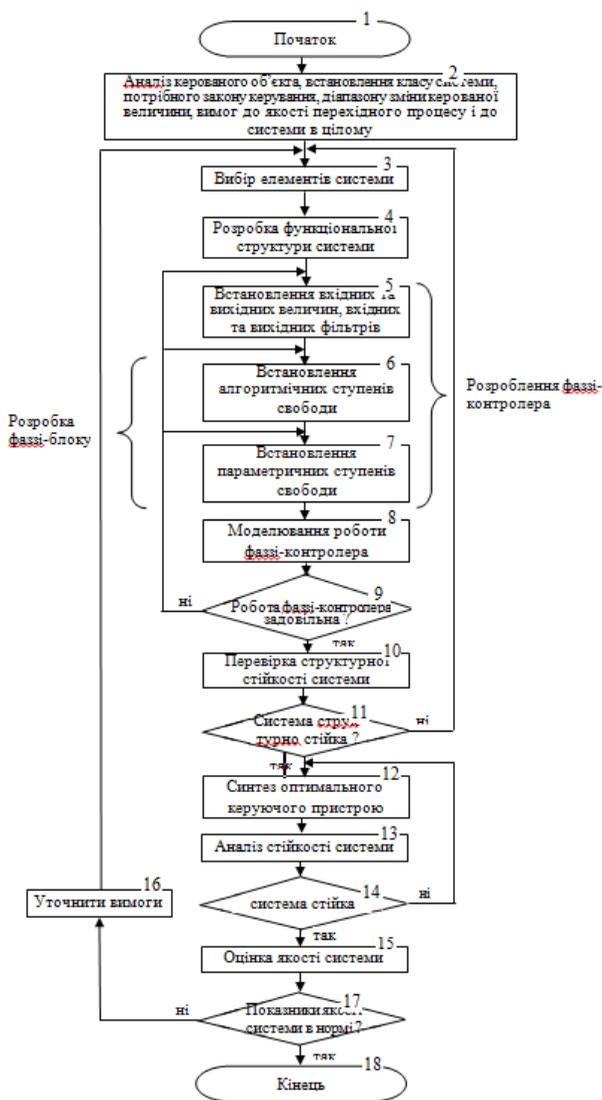 1
Початок
2
Аналіз керованого об'єкта, встановлення класу системи,
потрібного закону керування, діапазону зміни керованої
величини, вимог до якості перехідного процесу і до
системи в цілому
3
Вибір елементів системи
4
Розробка функціональної
структури системи
5
Встановлення вхідних та
вихідних величин, вхідних
та вихідних фільтрів
6
Встановлення
алгоритмічних ступенів
свободи
Розроблення фаззі-
контролера
Розробка
фаззі-блоку
7
Встановлення
параметричних ступенів
свободи
8
Моделювання роботи
фаззі-контролера
9
ні
Робота фаззі-контролера
задовільна ?
так
10
Перевірка структурної
стійкості системи
11
Система струк
ні
турно стійка ?
так
12
Синтез оптимального
керуючого пристрою
13
Аналіз стійкості системи
14
ні
система стійка
16
Уточнити вимоги
так
15
Оцінка якості системи
17
ні
Показники якості
системи в нормі ?
так
18
Кінець